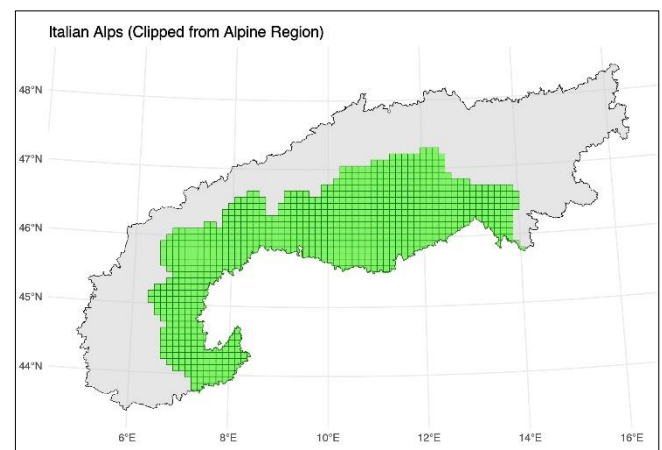 Italian Alps (Clipped from Alpine Region)
48°N
47°N
46°N
45°N
44°N
6°E
8°E
10°E
12°E
14°E
16°E